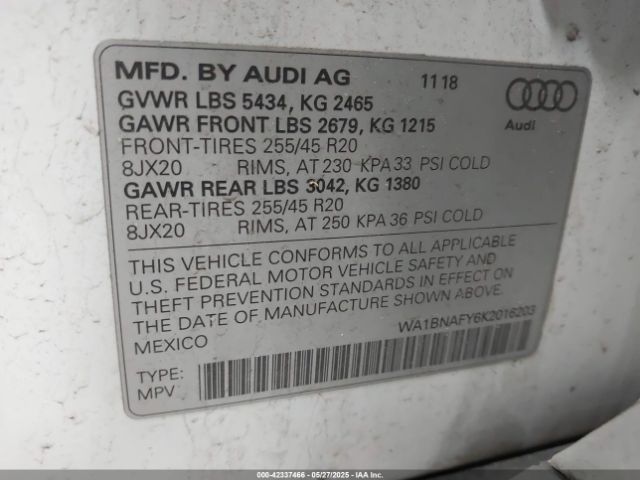 MFD. BY AUDI AG 11 18
GVWR LBS 5434, KG 2465
GAWR FRONT LBS 2679, KG 1215
FRONT-TIRES 255/45 R20
8JX20 RIMS, AT 230 KPA 33 PSI COLD
GAWR REAR LBS 3042, KG 1380
REAR-TIRES 255/45 R20
8JX20 RIMS, AT 250 KPA 36 PSI COLD
Audi
THIS VEHICLE CONFORMS TO ALL APPLICABLE
U.S. FEDERAL MOTOR VEHICLE SAFETY AND
THEFT PREVENTION STANDARDS IN EFFECT ON
THE DATE OF MANUFACTURE SHOWN ABOVE.
MEXICO WA1BNAFY6K2016203
TYPE:
MPV
000-42337466 - 05/27/2025 - IAAI.com